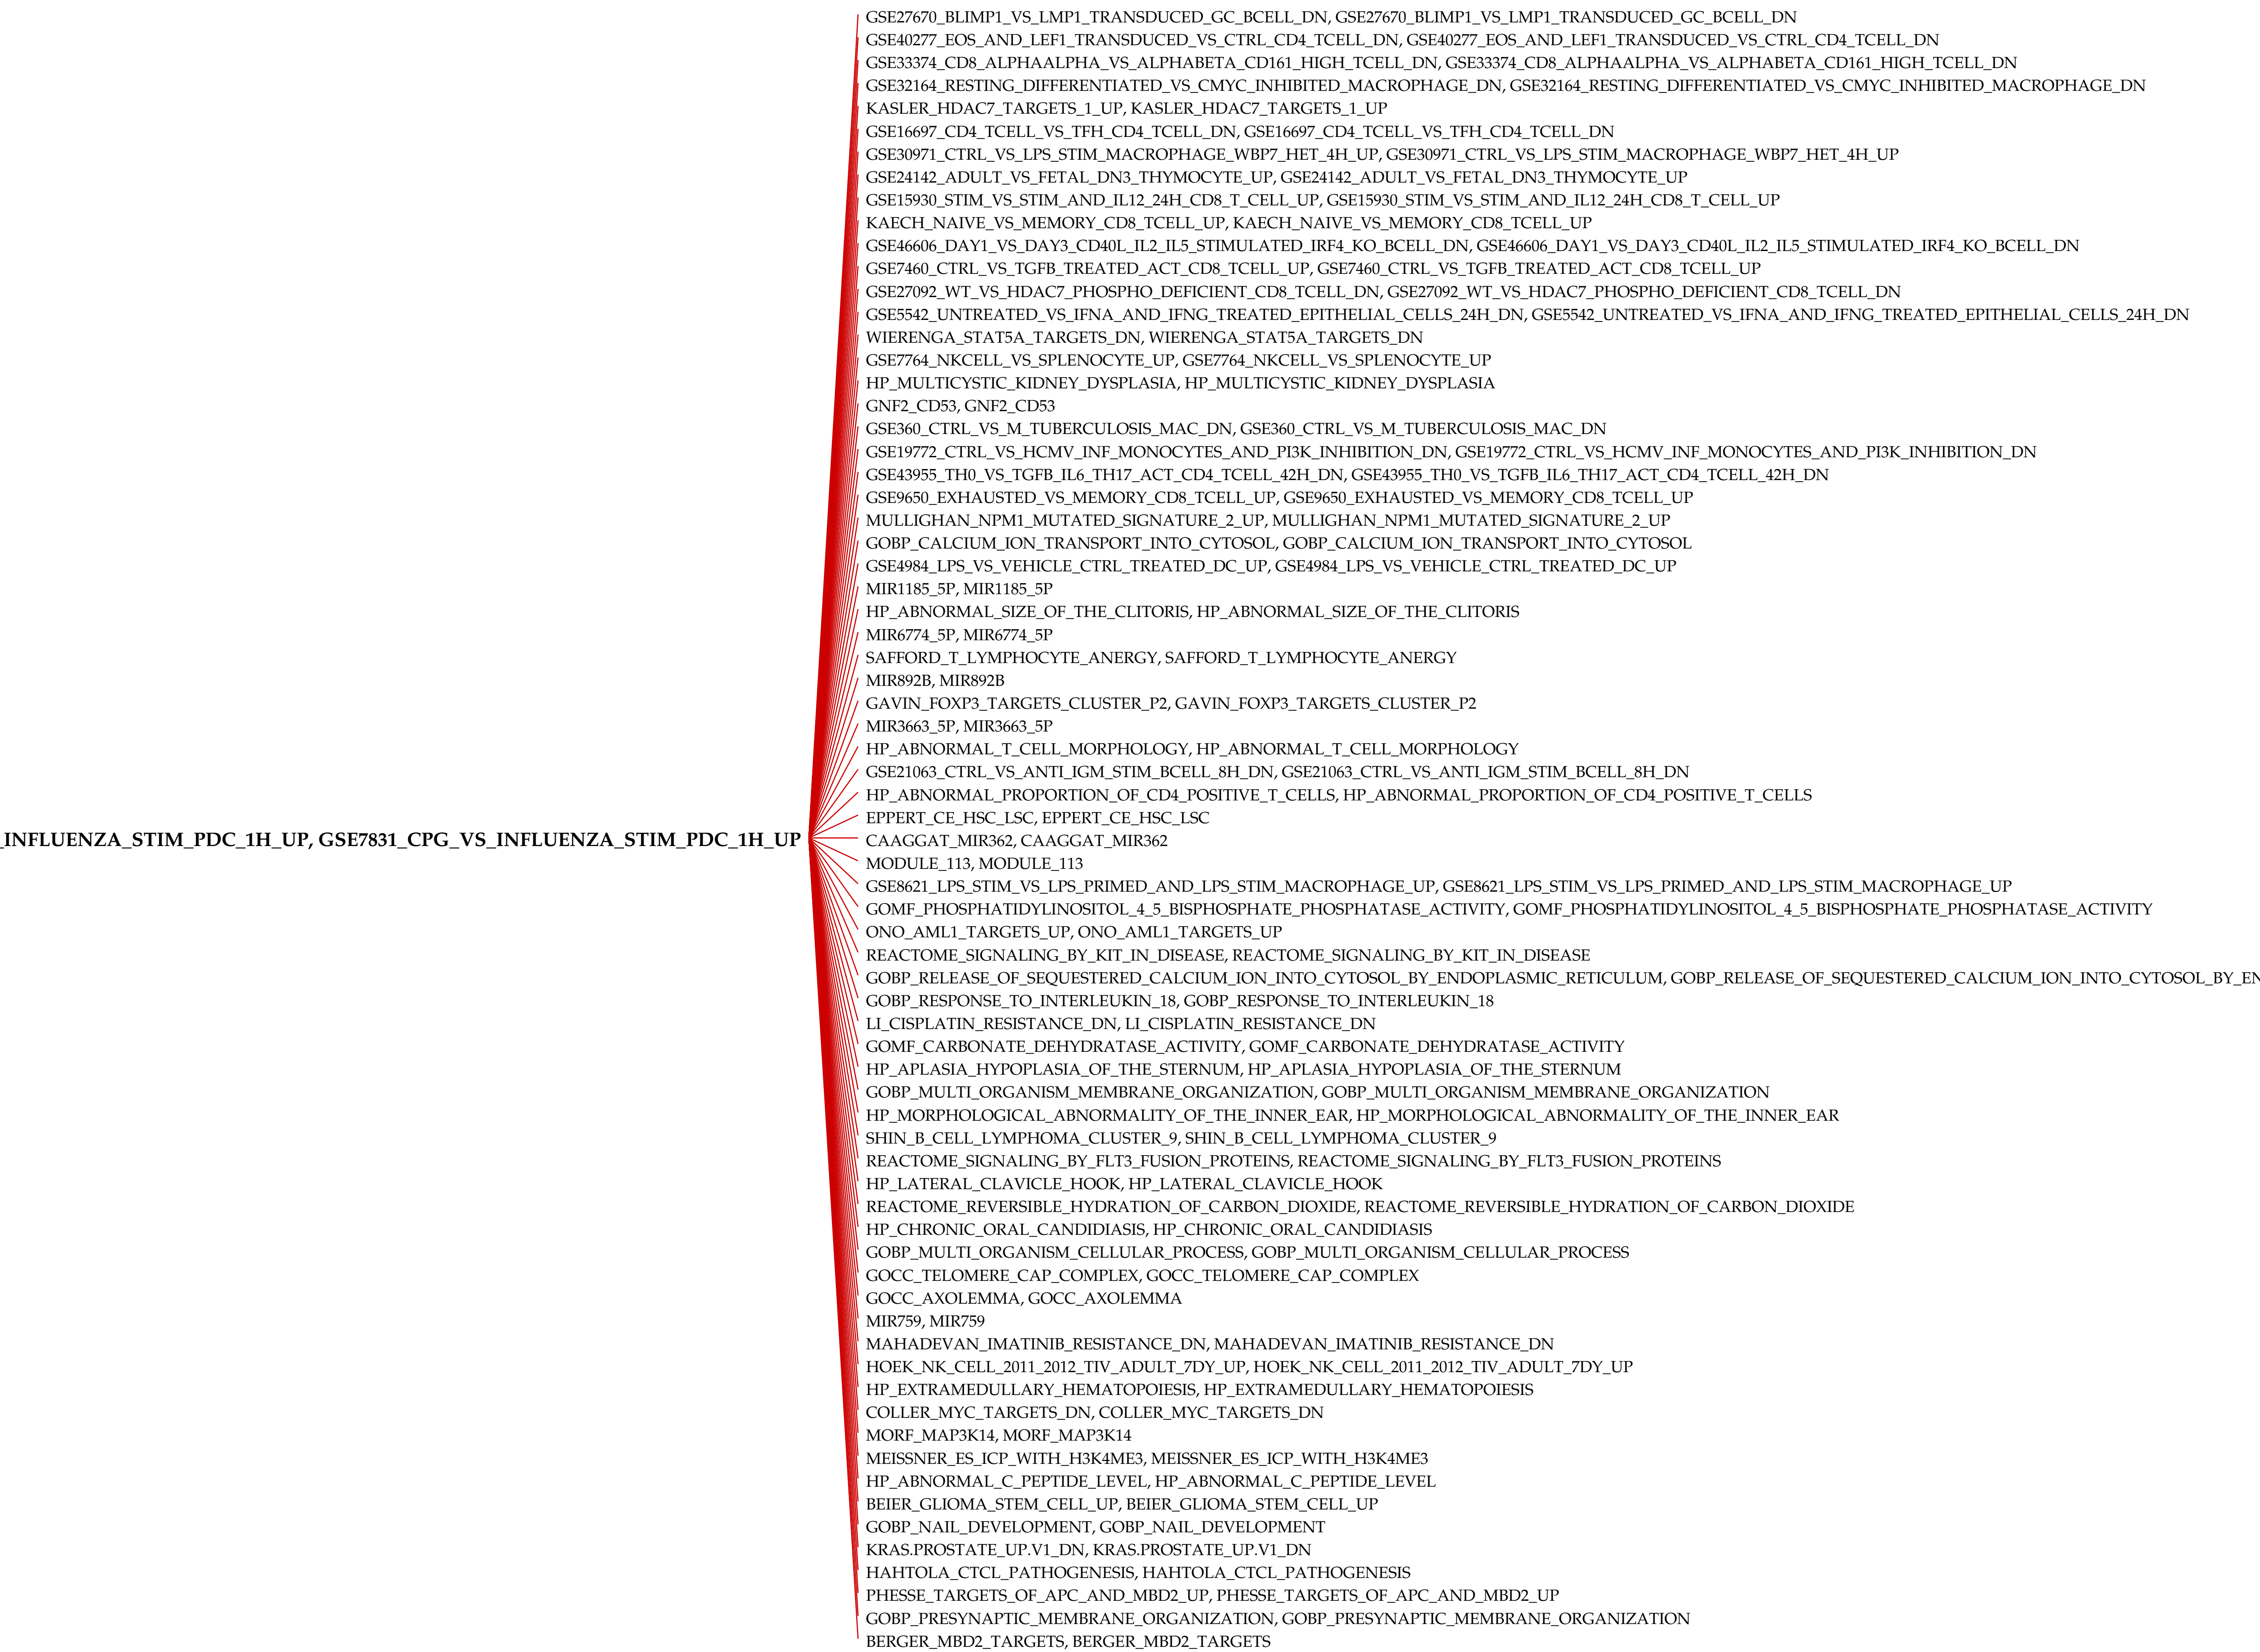 GSE27670_BLIMP1_VS_LMP1_TRANSDUCED_GC_BCELL_DN, GSE27670_BLIMP1_VS_LMP1_TRANSDUCED_GC_BCELL_DN
GSE40277_EOS_AND_LEF1_TRANSDUCED_VS_CTRL_CD4_TCELL_DN, GSE40277_EOS_AND_LEF1_TRANSDUCED_VS_CTRL_CD4_TCELL_DN
GSE33374_CD8_ALPHAALPHA_VS_ALPHABETA_CD161_HIGH_TCELL_DN, GSE33374_CD8_ALPHAALPHA_VS_ALPHABETA_CD161_HIGH_TCELL_DN
GSE32164_RESTING_DIFFERENTIATED_VS_CMYC_INHIBITED_MACROPHAGE_DN, GSE32164_RESTING_DIFFERENTIATED_VS_CMYC_INHIBITED_MACROPHAGE_DN
KASLER_HDAC7_TARGETS_1_UP, KASLER_HDAC7_TARGETS_1_UP
GSE16697_CD4_TCELL_VS_TFH_CD4_TCELL_DN, GSE16697_CD4_TCELL_VS_TFH_CD4_TCELL_DN
GSE30971_CTRL_VS_LPS_STIM_MACROPHAGE_WBP7_HET_4H_UP, GSE30971_CTRL_VS_LPS_STIM_MACROPHAGE_WBP7_HET_4H_UP
GSE24142_ADULT_VS_FETAL_DN3_THYMOCYTE_UP, GSE24142_ADULT_VS_FETAL_DN3_THYMOCYTE_UP
GSE15930_STIM_VS_STIM_AND_IL12_24H_CD8_T_CELL_UP, GSE15930_STIM_VS_STIM_AND_IL12_24H_CD8_T_CELL_UP
KAECH_NAIVE_VS_MEMORY_CD8_TCELL_UP, KAECH_NAIVE_VS_MEMORY_CD8_TCELL_UP
GSE46606_DAY1_VS_DAY3_CD40L_IL2_IL5_STIMULATED_IRF4_KO_BCELL_DN, GSE46606_DAY1_VS_DAY3_CD40L_IL2_IL5_STIMULATED_IRF4_KO_BCELL_DN
GSE7460_CTRL_VS_TGFB_TREATED_ACT_CD8_TCELL_UP, GSE7460_CTRL_VS_TGFB_TREATED_ACT_CD8_TCELL_UP
GSE27092_WT_VS_HDAC7_PHOSPHO_DEFICIENT_CD8_TCELL_DN, GSE27092_WT_VS_HDAC7_PHOSPHO_DEFICIENT_CD8_TCELL_DN
GSE5542_UNTREATED_VS_IFNA_AND_IFNG_TREATED_EPITHELIAL_CELLS_24H_DN, GSE5542_UNTREATED_VS_IFNA_AND_IFNG_TREATED_EPITHELIAL_CELLS_24H_DN
WIERENGA_STAT5A_TARGETS_DN, WIERENGA_STAT5A_TARGETS_DN
GSE7764_NKCELL_VS_SPLENOCYTE_UP, GSE7764_NKCELL_VS_SPLENOCYTE_UP
HP_MULTICYSTIC_KIDNEY_DYSPLASIA, HP_MULTICYSTIC_KIDNEY_DYSPLASIA
GNF2_CD53, GNF2_CD53
GSE360_CTRL_VS_M_TUBERCULOSIS_MAC_DN, GSE360_CTRL_VS_M_TUBERCULOSIS_MAC_DN
GSE19772_CTRL_VS_HCMV_INF_MONOCYTES_AND_PI3K_INHIBITION_DN, GSE19772_CTRL_VS_HCMV_INF_MONOCYTES_AND_PI3K_INHIBITION_DN
GSE43955_TH0_VS_TGFB_IL6_TH17_ACT_CD4_TCELL_42H_DN, GSE43955_TH0_VS_TGFB_IL6_TH17_ACT_CD4_TCELL_42H_DN
GSE9650_EXHAUSTED_VS_MEMORY_CD8_TCELL_UP, GSE9650_EXHAUSTED_VS_MEMORY_CD8_TCELL_UP
MULLIGHAN_NPM1_MUTATED_SIGNATURE_2_UP, MULLIGHAN_NPM1_MUTATED_SIGNATURE_2_UP
GOBP_CALCIUM_ION_TRANSPORT_INTO_CYTOSOL, GOBP_CALCIUM_ION_TRANSPORT_INTO_CYTOSOL
GSE4984_LPS_VS_VEHICLE_CTRL_TREATED_DC_UP, GSE4984_LPS_VS_VEHICLE_CTRL_TREATED_DC_UP
MIR1185_5P, MIR1185_5P
HP_ABNORMAL_SIZE_OF_THE_CLITORIS, HP_ABNORMAL_SIZE_OF_THE_CLITORIS
MIR6774_5P, MIR6774_5P
SAFFORD_T_LYMPHOCYTE_ANERGY, SAFFORD_T_LYMPHOCYTE_ANERGY
MIR892B, MIR892B
GAVIN_FOXP3_TARGETS_CLUSTER_P2, GAVIN_FOXP3_TARGETS_CLUSTER_P2
MIR3663_5P, MIR3663_5P
HP_ABNORMAL_T_CELL_MORPHOLOGY, HP_ABNORMAL_T_CELL_MORPHOLOGY
GSE21063_CTRL_VS_ANTI_IGM_STIM_BCELL_8H_DN, GSE21063_CTRL_VS_ANTI_IGM_STIM_BCELL_8H_DN
HP_ABNORMAL_PROPORTION_OF_CD4_POSITIVE_T_CELLS, HP_ABNORMAL_PROPORTION_OF_CD4_POSITIVE_T_CELLS
EPPERT_CE_HSC_LSC, EPPERT_CE_HSC_LSC
_INFLUENZA_STIM_PDC_1H_UP, GSE7831_CPG_VS_INFLUENZA_STIM_PDC_1H_UP
CAAGGAT_MIR362, CAAGGAT_MIR362
MODULE_113, MODULE_113
GSE8621_LPS_STIM_VS_LPS_PRIMED_AND_LPS_STIM_MACROPHAGE_UP, GSE8621_LPS_STIM_VS_LPS_PRIMED_AND_LPS_STIM_MACROPHAGE_UP
GOMF_PHOSPHATIDYLINOSITOL_4_5_BISPHOSPHATE_PHOSPHATASE_ACTIVITY, GOMF_PHOSPHATIDYLINOSITOL_4_5_BISPHOSPHATE_PHOSPHATASE_ACTIVITY
ONO_AML1_TARGETS_UP, ONO_AML1_TARGETS_UP
REACTOME_SIGNALING_BY_KIT_IN_DISEASE, REACTOME_SIGNALING_BY_KIT_IN_DISEASE
GOBP_RELEASE_OF_SEQUESTERED_CALCIUM_ION_INTO_CYTOSOL_BY_ENDOPLASMIC_RETICULUM, GOBP_RELEASE_OF_SEQUESTERED_CALCIUM_ION_INTO_CYTOSOL_BY_EN
GOBP_RESPONSE_TO_INTERLEUKIN_18, GOBP_RESPONSE_TO_INTERLEUKIN_18
LI_CISPLATIN_RESISTANCE_DN, LI_CISPLATIN_RESISTANCE_DN
GOMF_CARBONATE_DEHYDRATASE_ACTIVITY, GOMF_CARBONATE_DEHYDRATASE_ACTIVITY
HP_APLASIA_HYPOPLASIA_OF_THE_STERNUM, HP_APLASIA_HYPOPLASIA_OF_THE_STERNUM
GOBP_MULTI_ORGANISM_MEMBRANE_ORGANIZATION, GOBP_MULTI_ORGANISM_MEMBRANE_ORGANIZATION
HP_MORPHOLOGICAL_ABNORMALITY_OF_THE_INNER_EAR, HP_MORPHOLOGICAL_ABNORMALITY_OF_THE_INNER_EAR
SHIN_B_CELL_LYMPHOMA_CLUSTER_9, SHIN_B_CELL_LYMPHOMA_CLUSTER_9
REACTOME_SIGNALING_BY_FLT3_FUSION_PROTEINS, REACTOME_SIGNALING_BY_FLT3_FUSION_PROTEINS
HP_LATERAL_CLAVICLE_HOOK, HP_LATERAL_CLAVICLE_HOOK
REACTOME_REVERSIBLE_HYDRATION_OF_CARBON_DIOXIDE, REACTOME_REVERSIBLE_HYDRATION_OF_CARBON_DIOXIDE
HP_CHRONIC_ORAL_CANDIDIASIS, HP_CHRONIC_ORAL_CANDIDIASIS
GOBP_MULTI_ORGANISM_CELLULAR_PROCESS, GOBP_MULTI_ORGANISM_CELLULAR_PROCESS
GOCC_TELOMERE_CAP_COMPLEX, GOCC_TELOMERE_CAP_COMPLEX
GOCC_AXOLEMMA, GOCC_AXOLEMMA
MIR759, MIR759
MAHADEVAN_IMATINIB_RESISTANCE_DN, MAHADEVAN_IMATINIB_RESISTANCE_DN
HOEK_NK_CELL_2011_2012_TIV_ADULT_7DY_UP, HOEK_NK_CELL_2011_2012_TIV_ADULT_7DY_UP
HP_EXTRAMEDULLARY_HEMATOPOIESIS, HP_EXTRAMEDULLARY_HEMATOPOIESIS
COLLER_MYC_TARGETS_DN, COLLER_MYC_TARGETS_DN
MORF_MAP3K14, MORF_MAP3K14
MEISSNER_ES_ICP_WITH_H3K4ME3, MEISSNER_ES_ICP_WITH_H3K4ME3
HP_ABNORMAL_C_PEPTIDE_LEVEL, HP_ABNORMAL_C_PEPTIDE_LEVEL
BEIER_GLIOMA_STEM_CELL_UP, BEIER_GLIOMA_STEM_CELL_UP
GOBP_NAIL_DEVELOPMENT, GOBP_NAIL_DEVELOPMENT
KRAS.PROSTATE_UP.V1_DN, KRAS.PROSTATE_UP.V1_DN
HAHTOLA_CTCL_PATHOGENESIS, HAHTOLA_CTCL_PATHOGENESIS
PHESSE_TARGETS_OF_APC_AND_MBD2_UP, PHESSE_TARGETS_OF_APC_AND_MBD2_UP
GOBP_PRESYNAPTIC_MEMBRANE_ORGANIZATION, GOBP_PRESYNAPTIC_MEMBRANE_ORGANIZATION
BERGER_MBD2_TARGETS, BERGER_MBD2_TARGETS